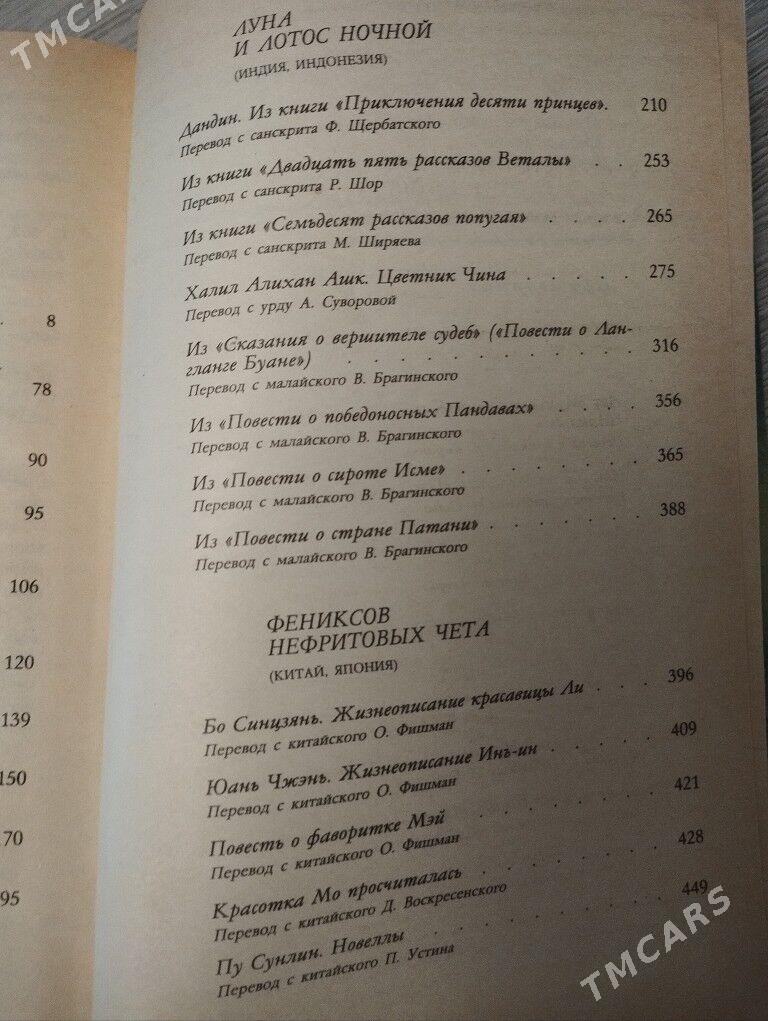 TMCARS
8
78
90
95
106
120
139
150
70
95
ЛУНА
И ЛОТОС НОЧНОЙ
(ИНДИЯ, ИНДОНЕЗИЯ)
Дандин. Из книги «Приключения десяти принцев». 210
Перевод с санскрита Ф. Щербатского
Из книги «Двадцать пять рассказов Веталы» . . 253
Перевод с санскрита Р. Шор
Из книги «Семьдесят рассказов попугая» . . . . 265
Перевод с санскрита М. Ширяева
Халил Алихан Ашк. Цветник Чина . . . . . 275
Перевод с урду А. Суворовой
Из «Сказания о вершителе судеб» («Повести о Лан-
гланге Буане») . . . . . . . . . . . . 316
Перевод с малайского В. Брагинского
Из «Повести о победоносных Пандавах» . . . . 356
Перевод с малайского В. Брагинского
Из «Повести о сироте Исме» . . . . . . . 365
Перевод с малайского В. Брагинского
Из «Повести о стране Патани» . . . . . . . 388
Перевод с малайского В. Брагинского
ФЕНИКСОВ
НЕФРИТОВЫХ ЧЕТА
(КИТАЙ, ЯПОНИЯ)
Бо Синцзянь. Жизнеописание красавицы Ли . . . 396
Перевод с китайского О. Фишман
Юань Чжэнь. Жизнеописание Инъ-ин . . . . . 409
Перевод с китайского О. Фишман
Повесть о фаворитке Мэй . . . . . . . 421
Перевод с китайского О. Фишман
Красотка Мо просчиталась . . . . . . . 428
Перевод с китайского Д. Воскресенского
Пу Сунлин. Новеллы . . . . . . . . 449
Перевод с китайского П. Устина
TMCARS